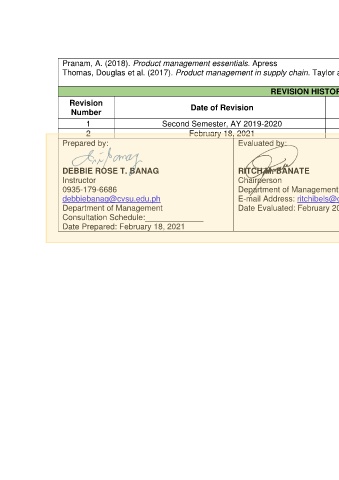 Pranam, A. (2018). Product management essentials. Apress
Thomas, Douglas et al. (2017). Product management in supply chain. Taylor
REVISION HISTOR
Revision Number
Date of Revision
1
Second Semester, AY 2019-2020
2
February 18, 2021
Prepared by:
DEBBIE ROSE T. BANAG
Instructor
0935-179-6686
debbiebanag@cvsu.edu.ph
Department of Management
Consultation Schedule:_______________
Date Prepared: February 18, 2021
Evaluated by:
RITCH M. BANATE
Chairperson
Department of Management
E-mail Address: ritchibels@g
Date Evaluated: February 20